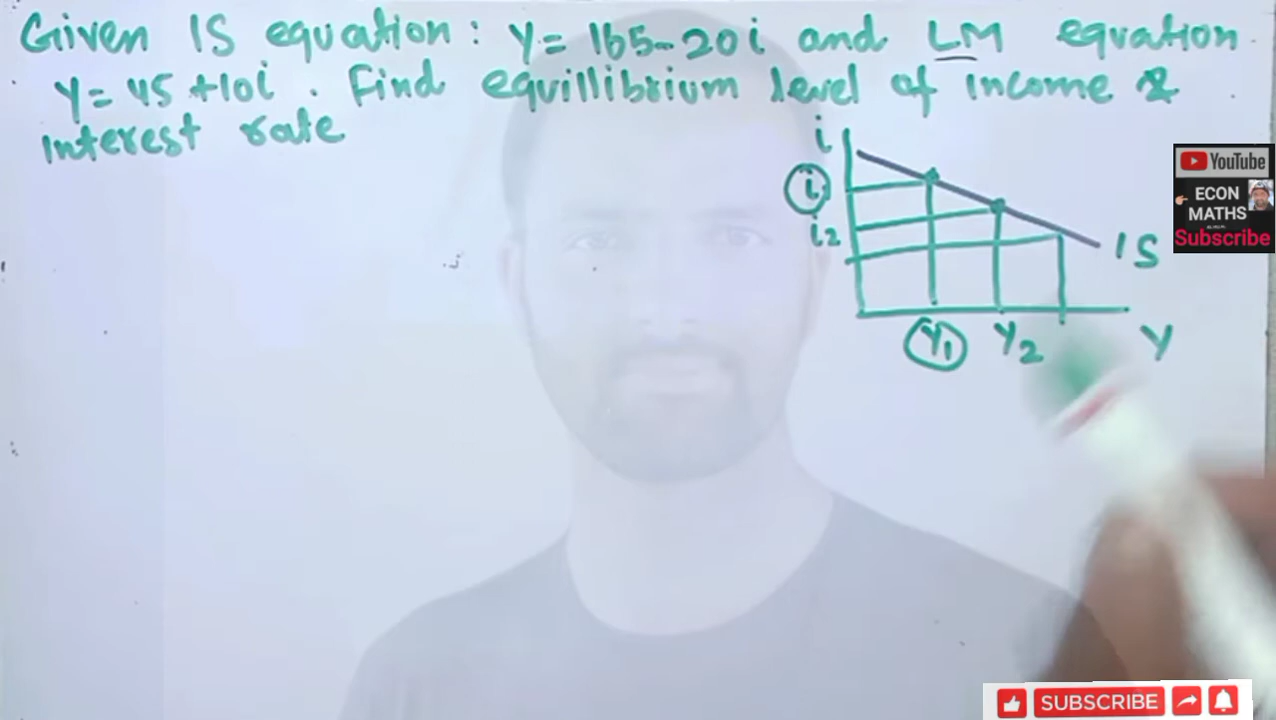 Given IS equation: Y= 165-20i and LM equation
Y= 45+10i. Find equillibrium level of income &
interest rate
i
i
i2
IS
Y1 Y2 Y
YouTube
ECON
MATHS
Subscribe
SUBSCRIBE